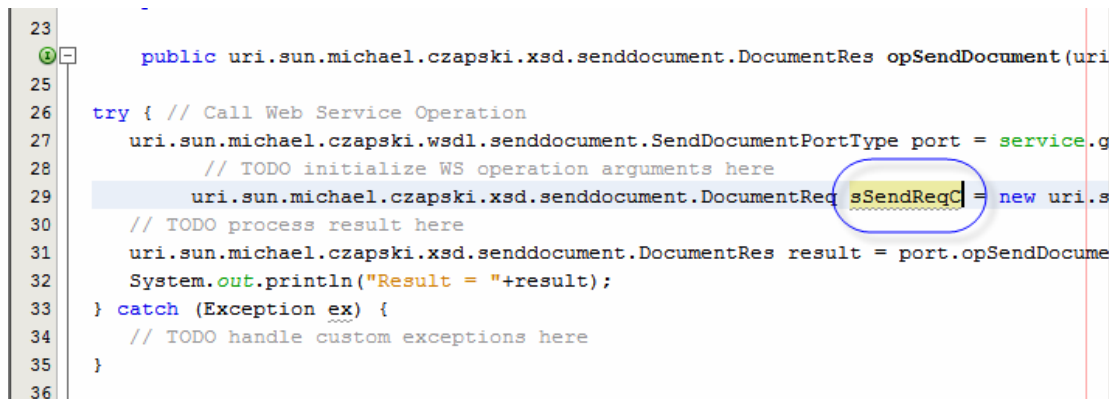 23
public uri.sun.michael.czapski.xsd.senddocument.DocumentRes opSendDocument(uri
25
26 try { // Call Web Service Operation
27 uri.sun.michael.czapski.wsdl.senddocument.SendDocumentPortType port = service.g
28 // TODO initialize WS operation arguments here
29 uri.sun.michael.czapski.xsd.senddocument.DocumentReq sSendReqC = new uri.s
30 // TODO process result here
31 uri.sun.michael.czapski.xsd.senddocument.DocumentRes result = port.opSendDocume
32 System.out.println("Result = "+result);
33 } catch (Exception ex) {
34 // TODO handle custom exceptions here
35 }
36